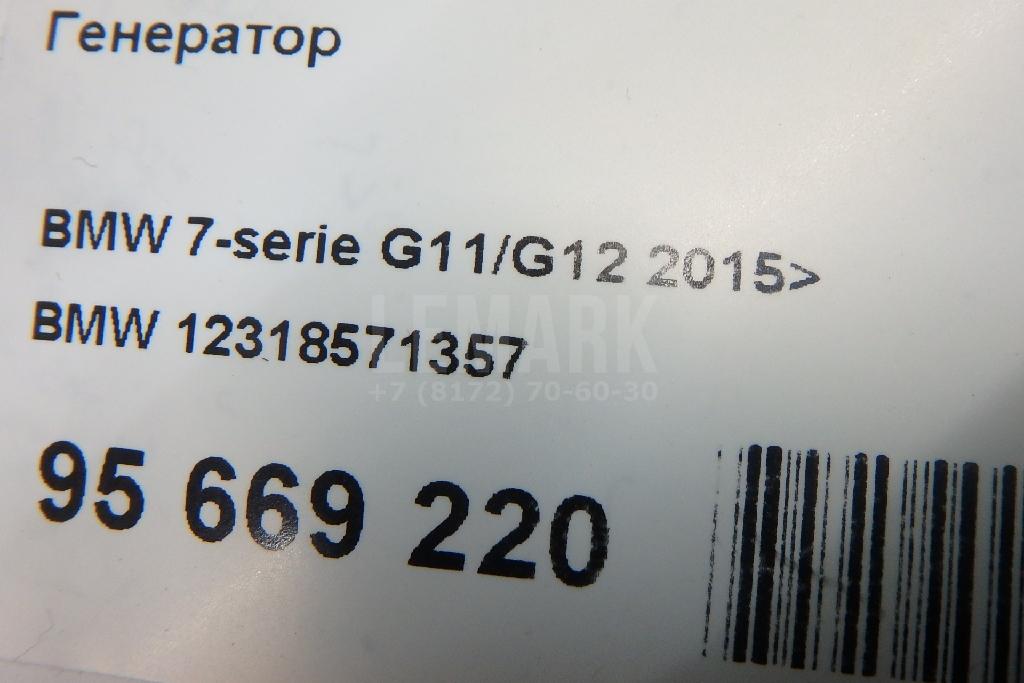 Генератор
BMW 7-serie G11/G12 2015>
BMW 12318571357
LEMARK
+7 (8172) 70-60-30
95 669 220